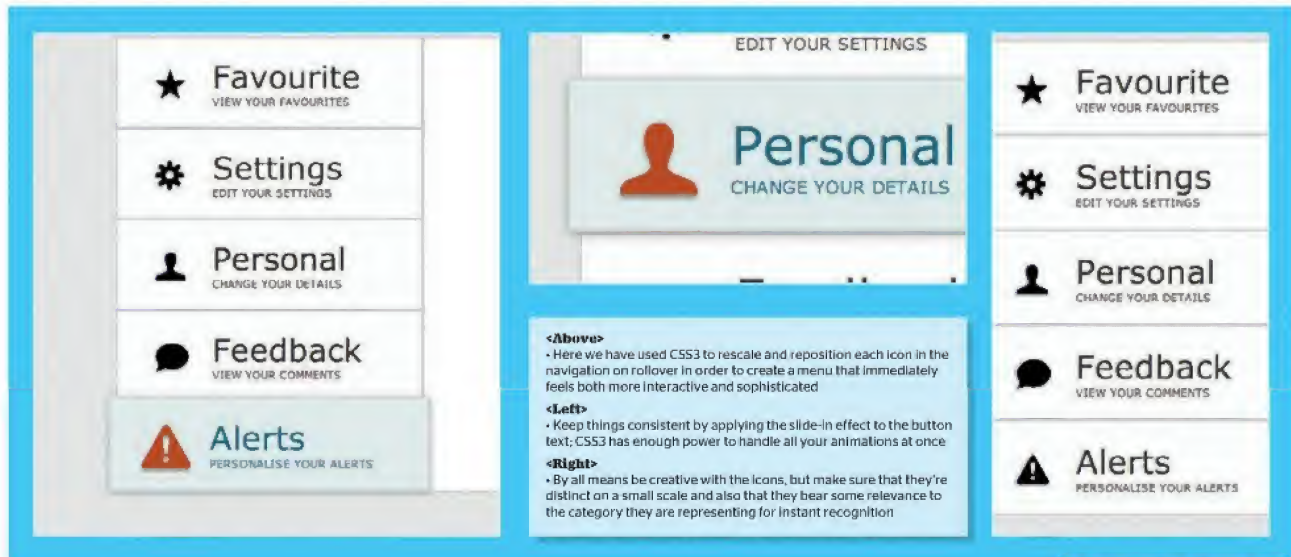 Favourite
VIEW YOUR FAVOURITES
Settings
EDIT YOUR SETTINGS
Personal
CHANGE YOUR DETAILS
Feedback
VIEW YOUR COMMENTS
Alerts
PERSONALISE YOUR ALERTS
EDIT YOUR SETTINGS
Personal
CHANGE YOUR DETAILS
<Above>
• Here we have used CSS3 to rescale and reposition each icon in the
navigation on rollover in order to create a menu that immediately
feels both more interactive and sophisticated
<Left>
• Keep things consistent by applying the slide-in effect to the button
text; CSS3 has enough power to handle all your animations at once
<Right>
• By all means be creative with the icons, but make sure that they're
distinct on a small scale and also that they bear some relevance to
the category they are representing for instant recognition
Favourite
VIEW YOUR FAVOURITES
Settings
EDIT YOUR SETTINGS
Personal
CHANGE YOUR DETAILS
Feedback
VIEW YOUR COMMENTS
Alerts
PERSONALISE YOUR ALERTS